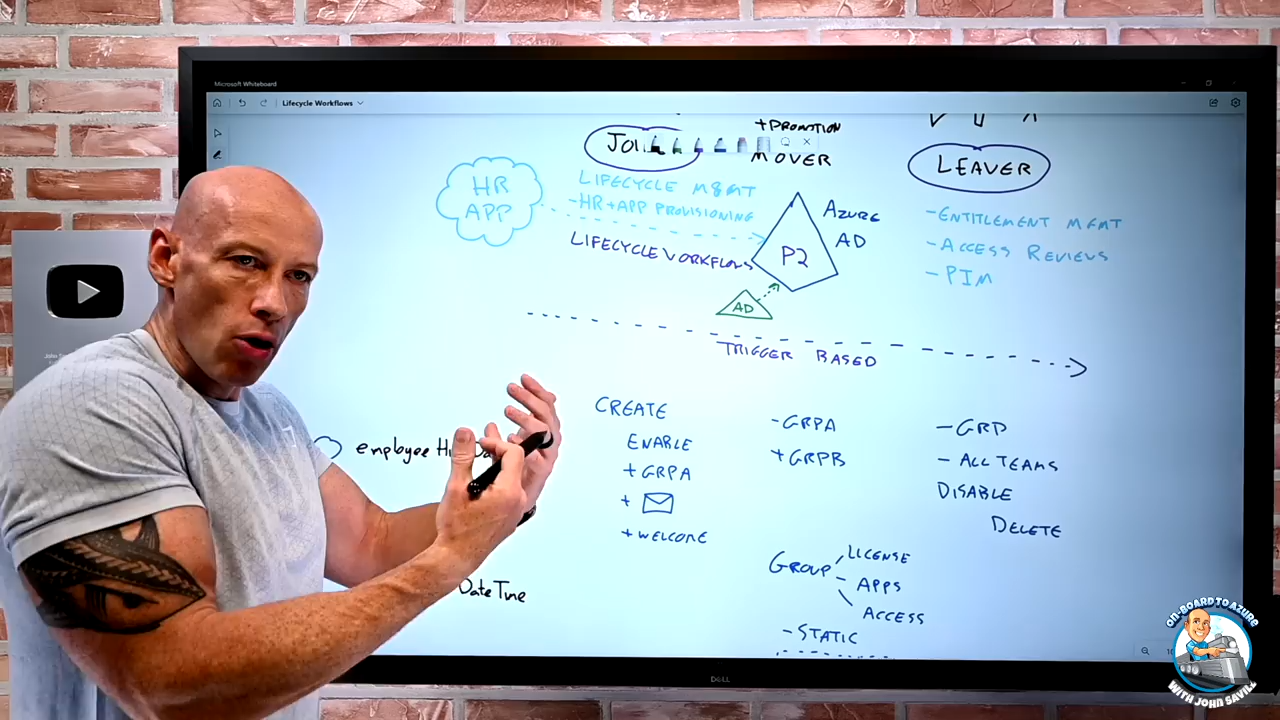 Microsoft Whiteboard
Lifecycle Workflows
+PROMOTION
MOVER
LEAVER
HR
APP
LIFECYCLE MGMT
-HR+APP PROVISIONING
LIFECYCLE WORKFLOWS
P2
AZURE
AD
AD
-ENTITLEMENT MGMT
-ACCESS REVIEWS
-PIM
TRIGGER BASED
CREATE
ENABLE
+GRPA
+
+WELCOME
-GRPA
+GRPB
-GRP
-ALL TEAMS
DISABLE
DELETE
employee
DateTime
GROUP
LICENSE
APPS
ACCESS
-STATIC
DELL
ON-BOARD TO AZURE
WITH JOHN SAVILL